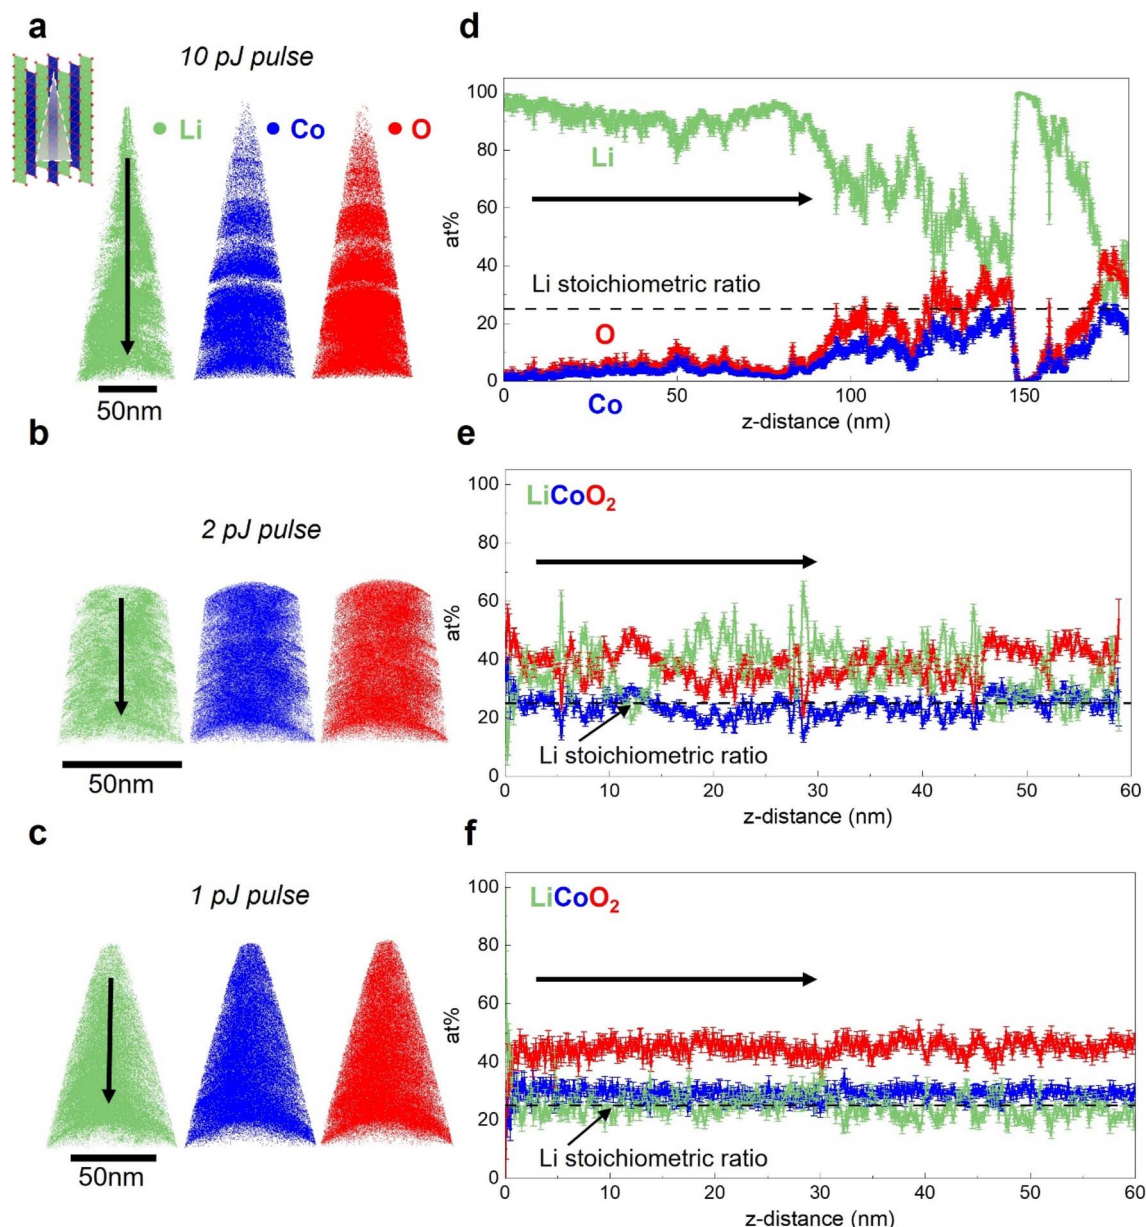 a
10 pJ pulse
Li
Co
O
50nm
d
100
80
60
40
20
0
at%
Li
Li stoichiometric ratio
O
Co
0
50
100
150
z-distance (nm)
b
2 pJ pulse
50nm
e
LiCoO2
100
80
60
40
20
0
at%
Li stoichiometric ratio
0
10
20
30
40
50
60
z-distance (nm)
c
1 pJ pulse
50nm
f
LiCoO2
100
80
60
40
20
0
at%
Li stoichiometric ratio
0
10
20
30
40
50
60
z-distance (nm)